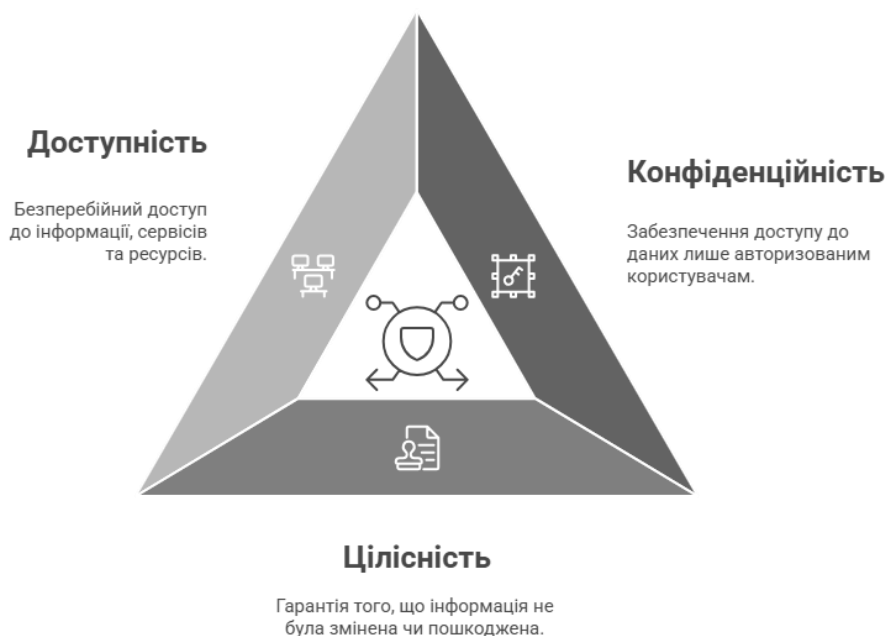 Доступність
Безперебійний доступ
до інформації, сервісів
та ресурсів.
Конфіденційність
Забезпечення доступу до
даних лише авторизованим
користувачам.
Цілісність
Гарантія того, що інформація не
була змінена чи пошкоджена.